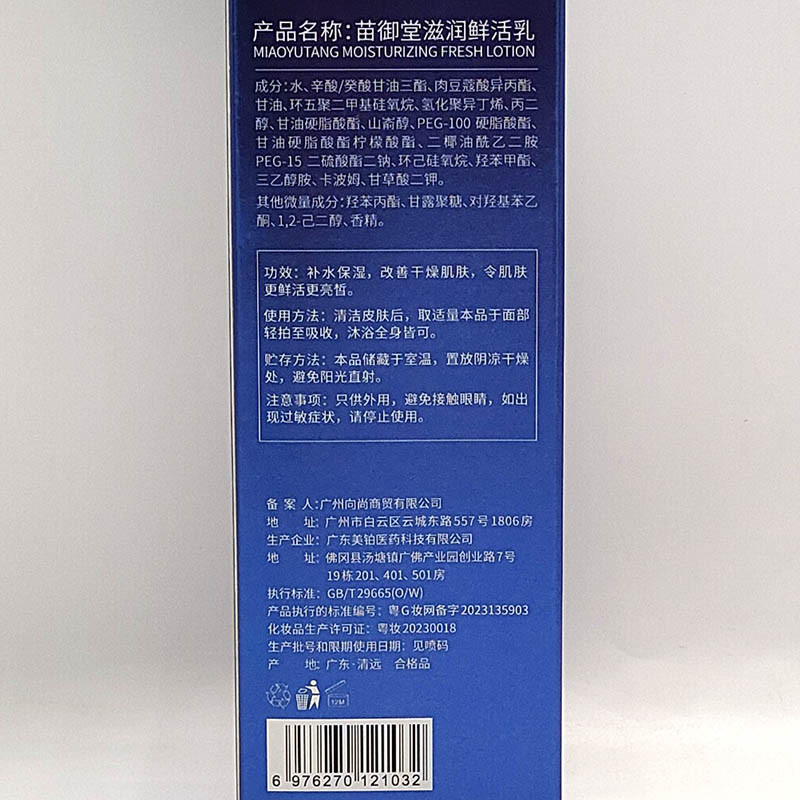 产品名称：苗御堂滋润鲜活乳
MIAOYUTANG MOISTURIZING FRESH LOTION
成分：水、辛酸/癸酸甘油三酯、肉豆蔻酸异丙酯、
甘油、环五聚二甲基硅氧烷、氢化聚异丁烯、丙二
醇、甘油硬脂酸酯、山嵛醇、PEG-100 硬脂酸酯、
甘油硬脂酸酯柠檬酸酯、二椰油酰乙二胺
PEG-15 二硫酸酯二钠、环己硅氧烷、羟苯甲酯、
三乙醇胺、卡波姆、甘草酸二钾。
其他微量成分：羟苯丙酯、甘露聚糖、对羟基苯乙
酮、1,2-己二醇、香精。
功效：补水保湿，改善干燥肌肤，令肌肤
更鲜活更亮皙。
使用方法：清洁皮肤后，取适量本品于面部
轻拍至吸收，沐浴全身皆可。
贮存方法：本品储藏于室温，置放阴凉干燥
处，避免阳光直射。
注意事项：只供外用，避免接触眼睛，如出
现过敏症状，请停止使用。
备 案 人：广州向尚商贸有限公司
地 址：广州市白云区云城东路557号1806房
生产企业：广东美铂医药科技有限公司
地 址：佛冈县汤塘镇广佛产业园创业路7号
19栋201、401、501房
执行标准：GB/T29665(O/W)
产品执行的标准编号：粤G妆网备字2023135903
化妆品生产许可证：粤妆20230018
生产批号和限期使用日期：见喷码
产 地：广东·清远 合格品
12M
6 976270 121032